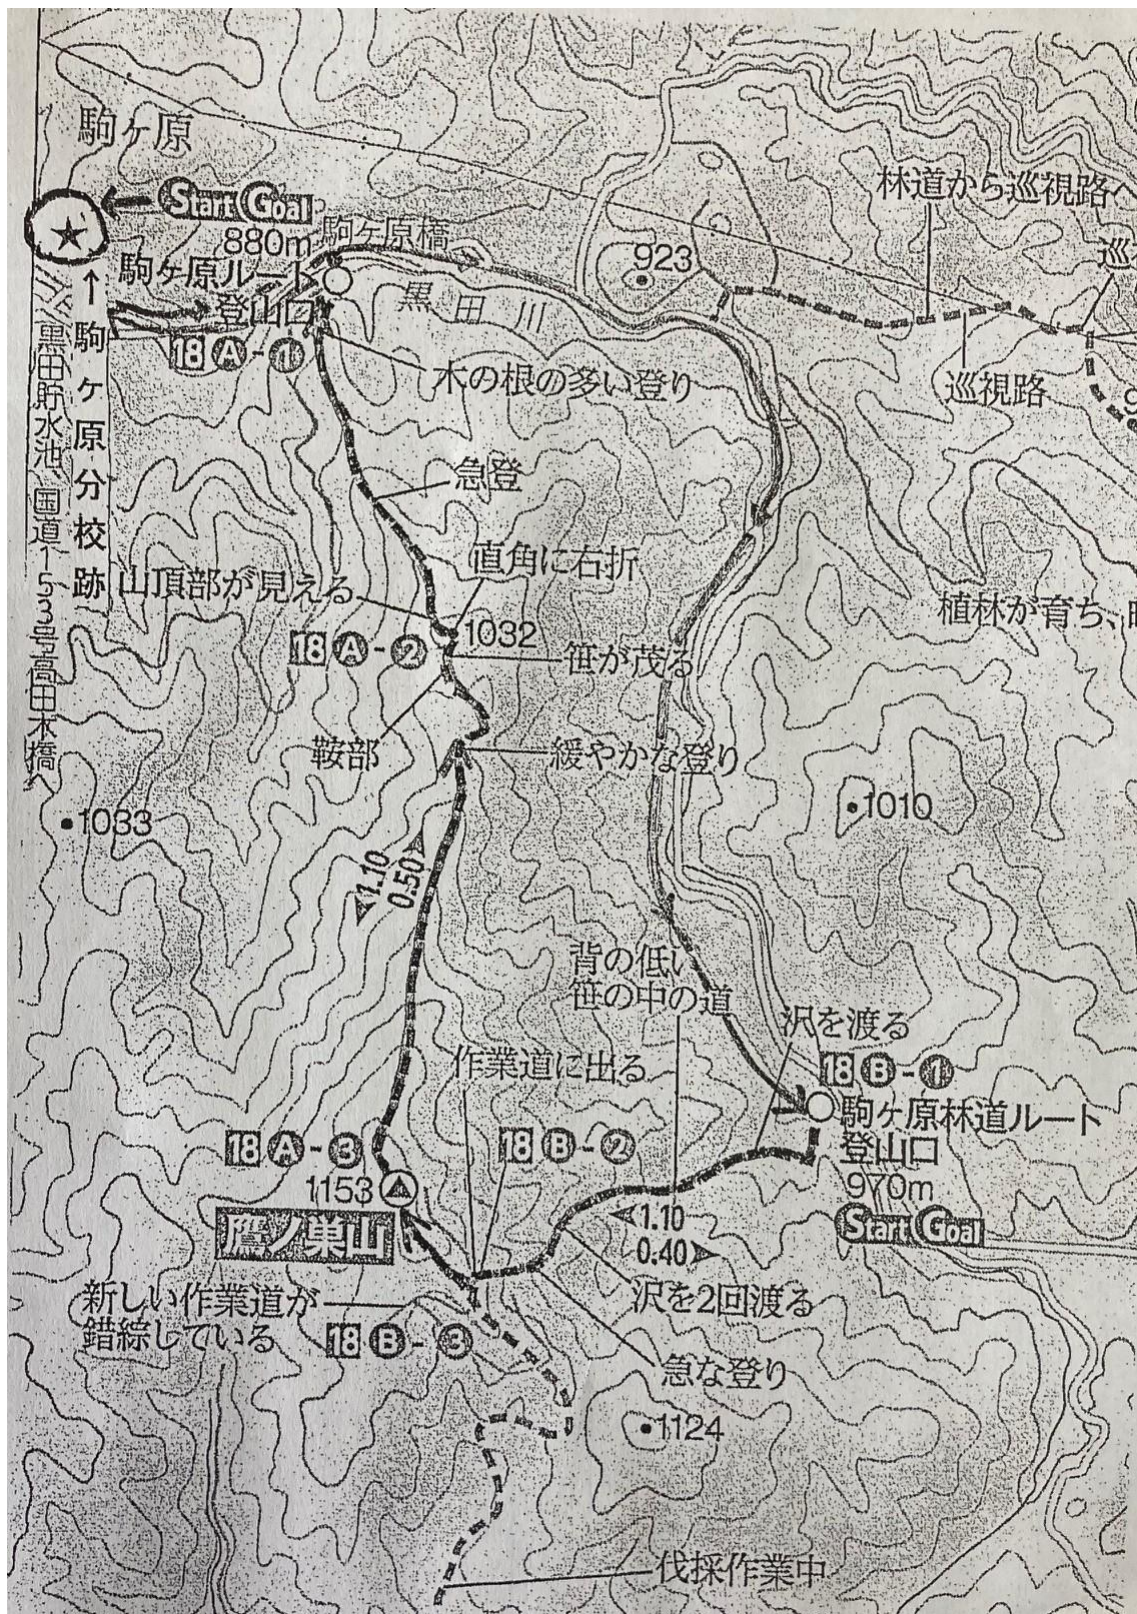 駒ヶ原
Start Goal
880m
駒ヶ原橋
駒ヶ原ルート
登山口
18 A-1
黒田川
923
林道から巡視路へ
巡視路
木の根の多い登り
↑駒ヶ原分校跡
黒田貯水池、国道153号高田木橋へ
急登
直角に右折
山頂部が見える
1032
18 A-2
笹が茂る
植林が育ち、
鞍部
緩やかな登り
1033
1010
◀1.10
0.50▶
背の低い
笹の中の道
沢を渡る
作業道に出る
18 B-1
駒ヶ原林道ルート
登山口
970m
Start Goal
18 A-3
18 B-2
1153
鷹ノ巣山
◀1.10
0.40▶
新しい作業道が
錯綜している
18 B-3
沢を2回渡る
急な登り
1124
伐採作業中